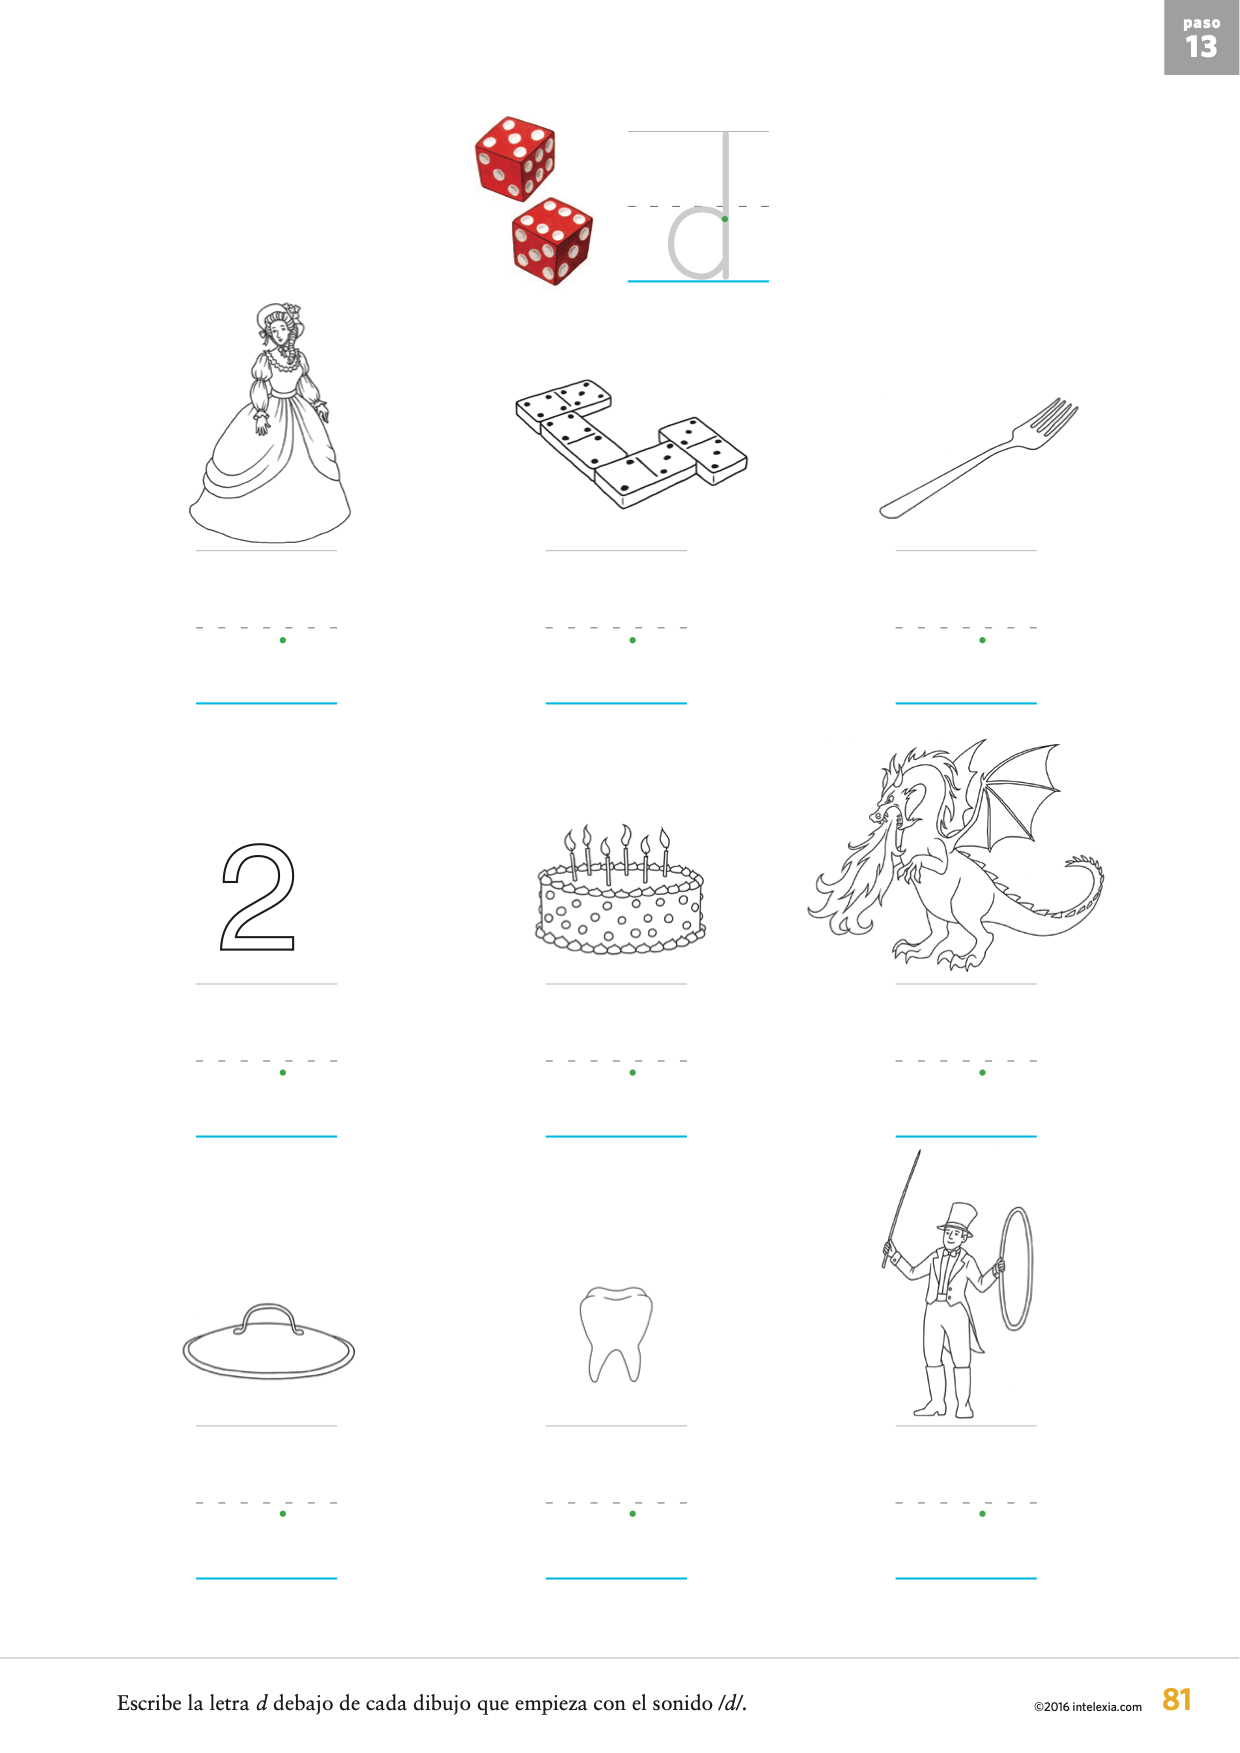 paso
13
d
2
Escribe la letra d debajo de cada dibujo que empieza con el sonido /d/.
©2016 intelexia.com 81